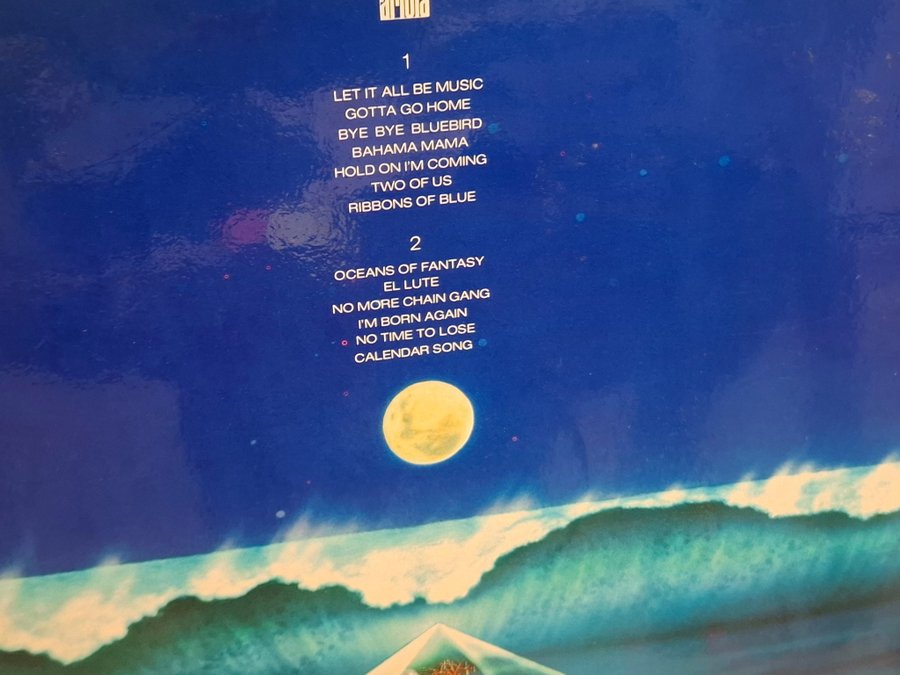 ariola
1
LET IT ALL BE MUSIC
GOTTA GO HOME
BYE BYE BLUEBIRD
BAHAMA MAMA
HOLD ON I'M COMING
TWO OF US
RIBBONS OF BLUE
2
OCEANS OF FANTASY
EL LUTE
NO MORE CHAIN GANG
I'M BORN AGAIN
NO TIME TO LOSE
CALENDAR SONG